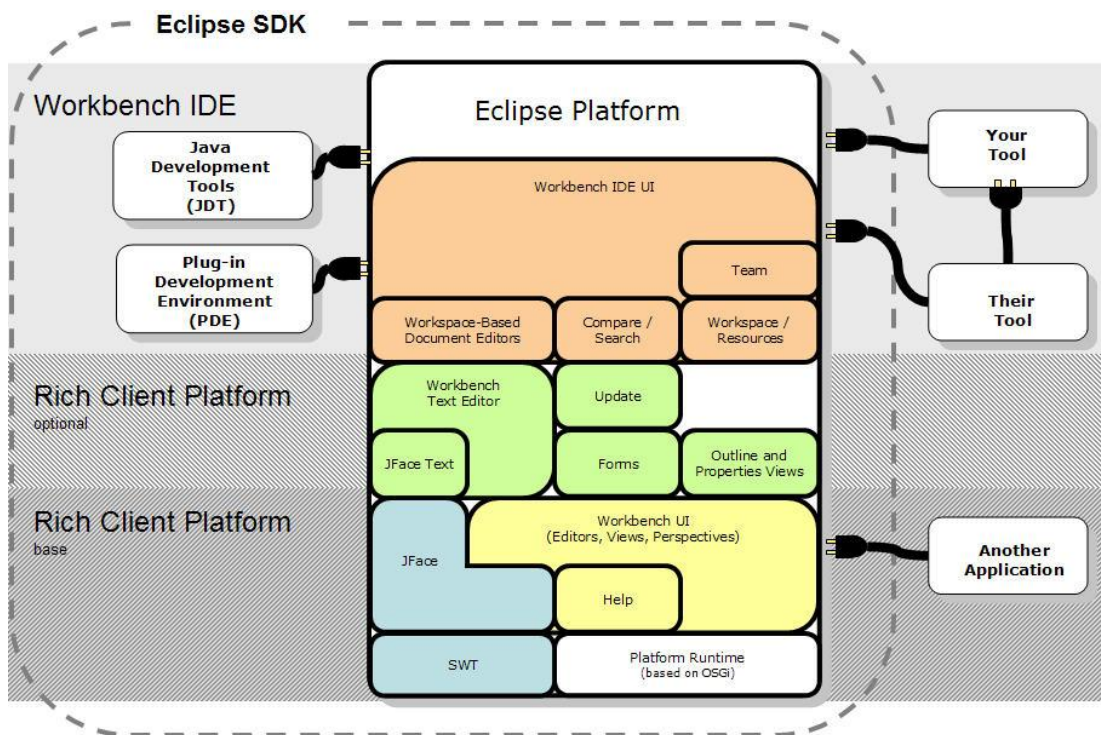 Eclipse SDK
Workbench IDE
Eclipse Platform
Java
Development
Tools
(JDT)
Your
Tool
Workbench IDE UI
Plug-in
Development
Environment
(PDE)
Team
Their
Tool
Workspace-Based
Document Editors
Compare /
Search
Workspace /
Resources
Rich Client Platform
optional
Workbench
Text Editor
Update
JFace Text
Forms
Outline and
Properties Views
Rich Client Platform
base
Workbench UI
(Editors, Views, Perspectives)
JFace
Another
Application
Help
SWT
Platform Runtime
(based on OSGi)